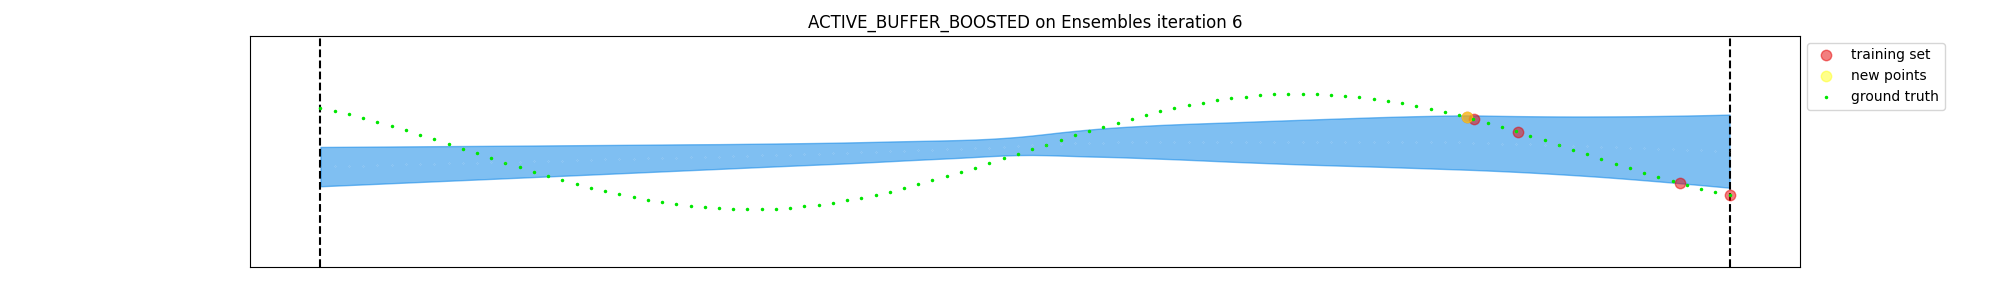 ACTIVE_BUFFER_BOOSTED on Ensembles iteration 6
training set
new points
ground truth